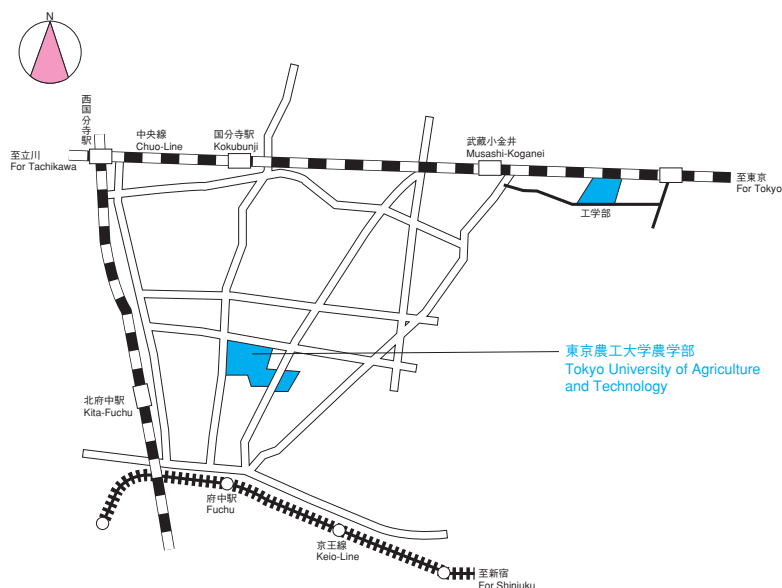 N
西国分寺駅
中央線
Chuo-Line
国分寺駅
Kokubunji
武蔵小金井
Musashi-Koganei
至立川
For Tachikawa
至東京
For Tokyo
工学部
東京農工大学農学部
Tokyo University of Agriculture
and Technology
北府中駅
Kita-Fuchu
府中駅
Fuchu
京王線
Keio-Line
至新宿
For Shinjuku